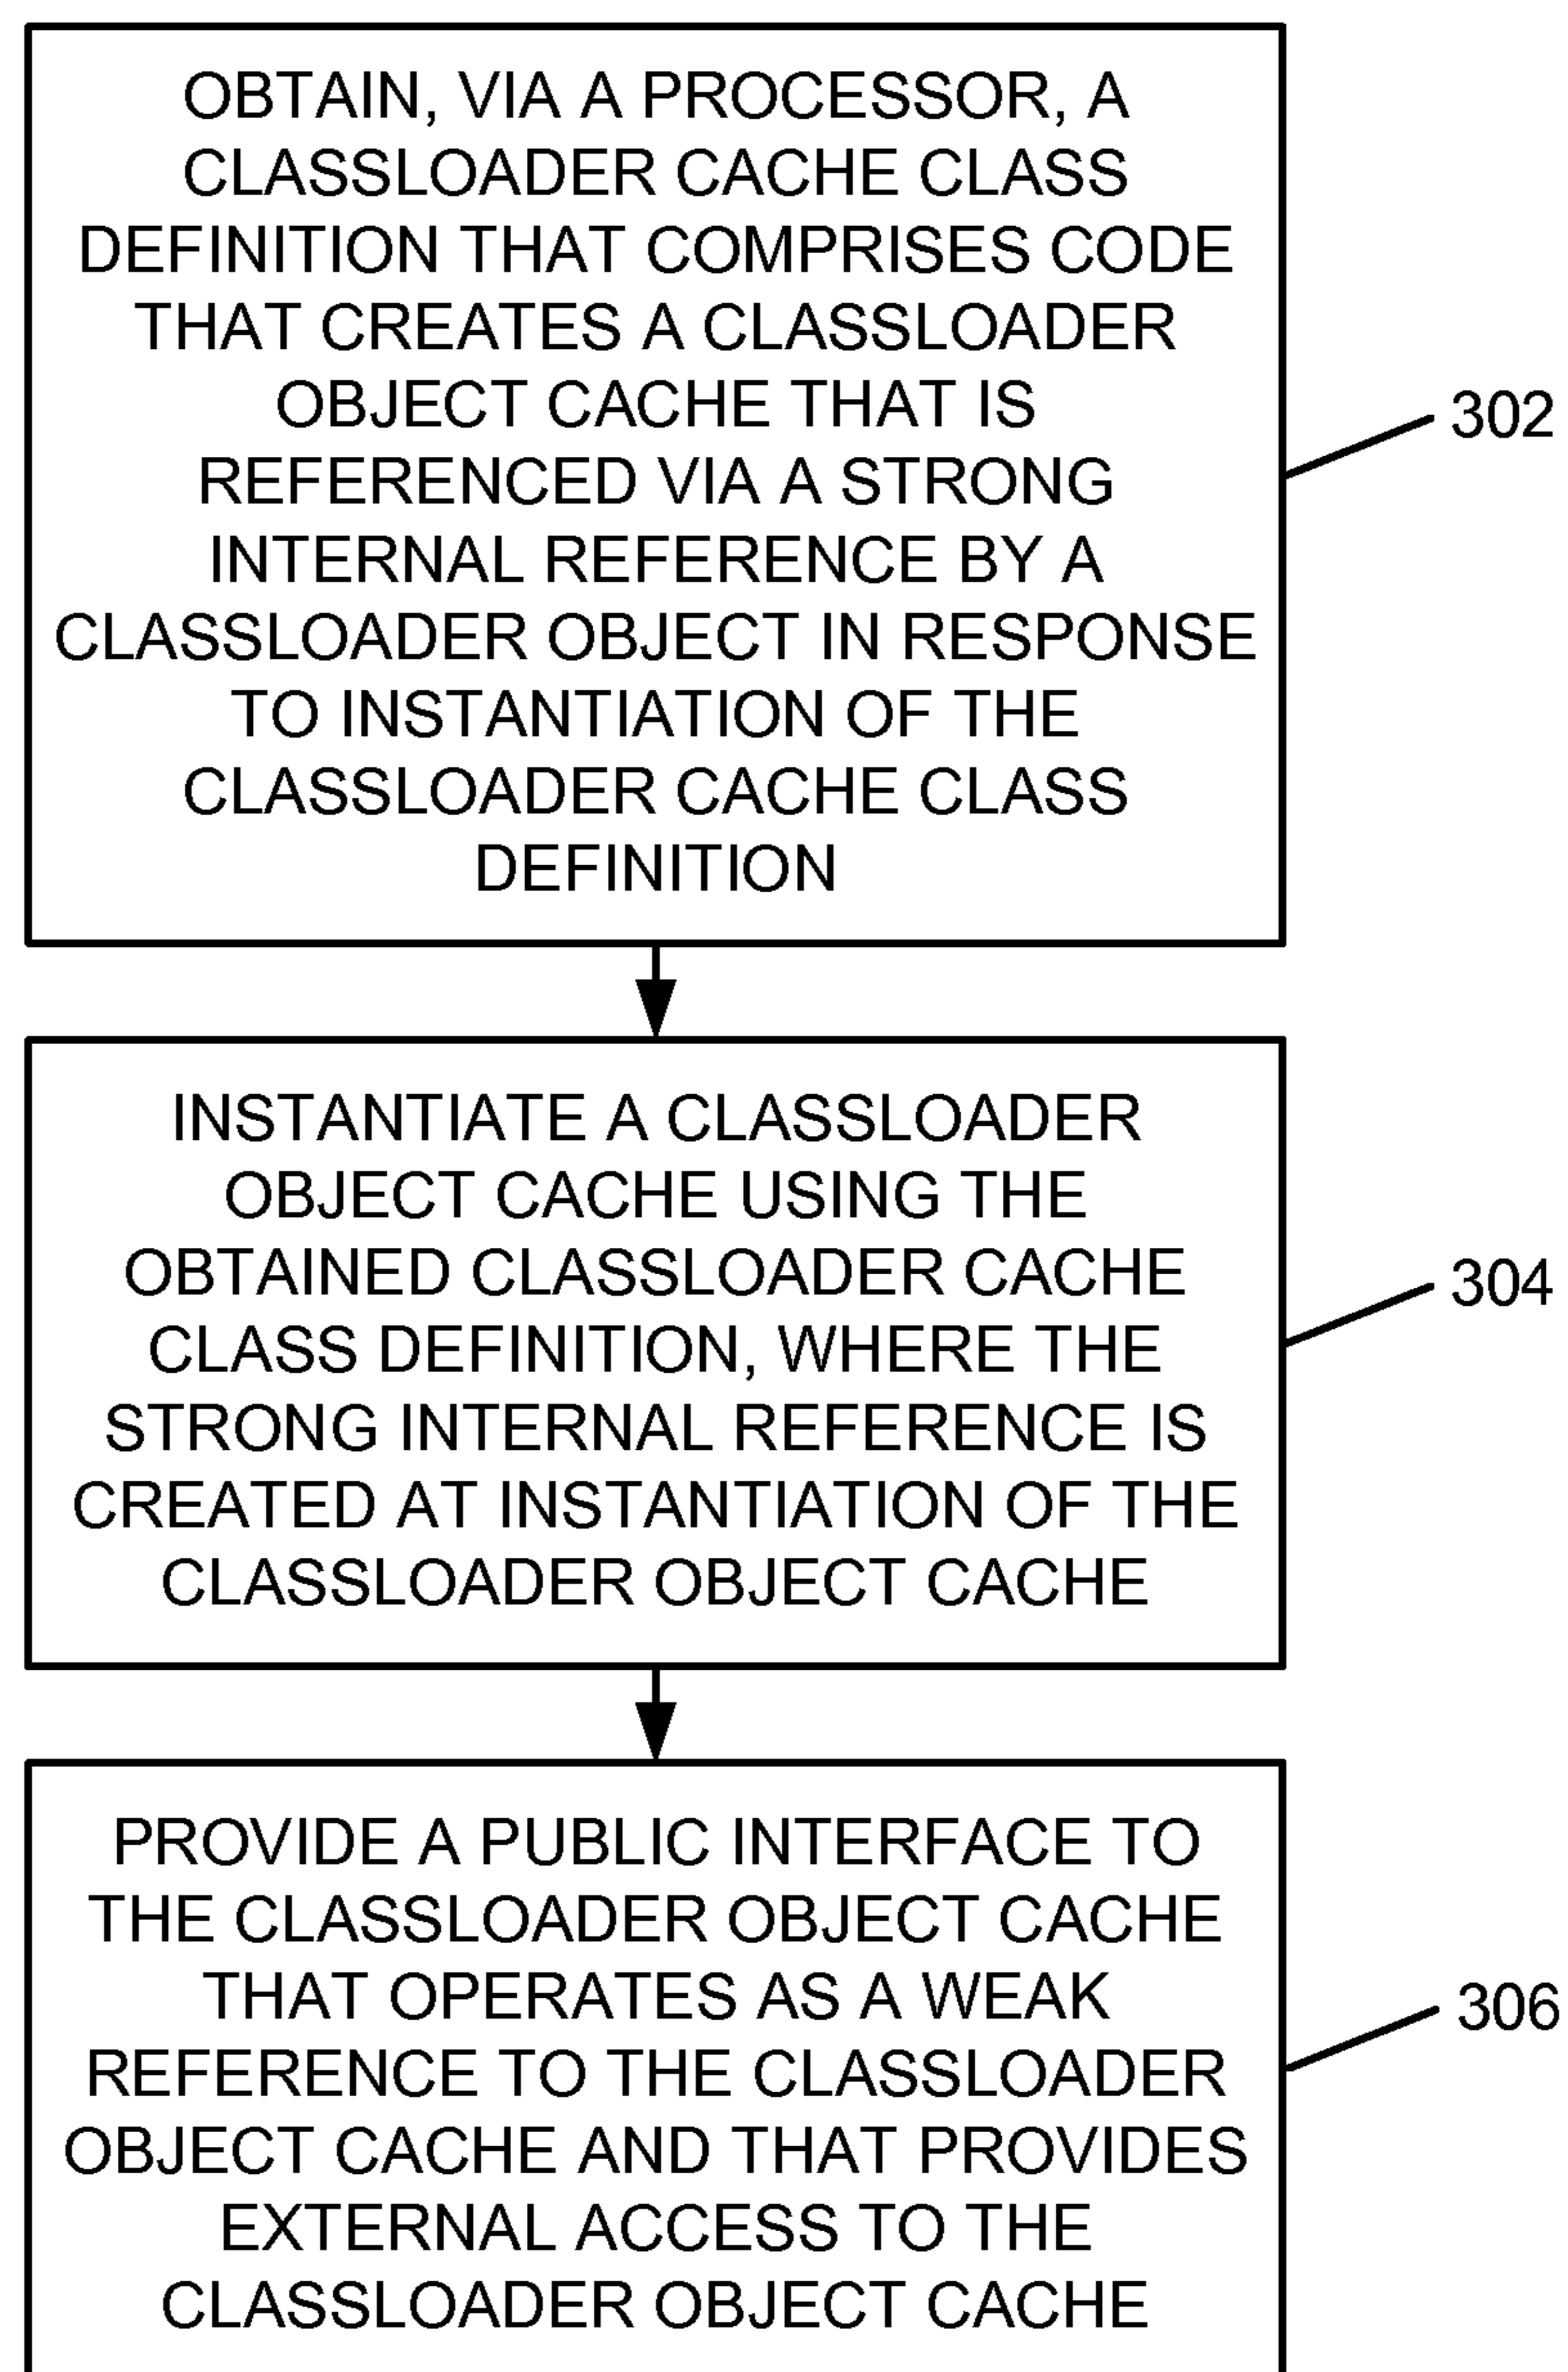 OBTAIN, VIA A PROCESSOR, A
CLASSLOADER CACHE CLASS
DEFINITION THAT COMPRISES CODE
THAT CREATES A CLASSLOADER
OBJECT CACHE THAT IS
REFERENCED VIA A STRONG
INTERNAL REFERENCE BY A
CLASSLOADER OBJECT IN RESPONSE
TO INSTANTIATION OF THE
CLASSLOADER CACHE CLASS
DEFINITION
302
INSTANTIATE A CLASSLOADER
OBJECT CACHE USING THE
OBTAINED CLASSLOADER CACHE
CLASS DEFINITION, WHERE THE
STRONG INTERNAL REFERENCE IS
CREATED AT INSTANTIATION OF THE
CLASSLOADER OBJECT CACHE
304
PROVIDE A PUBLIC INTERFACE TO
THE CLASSLOADER OBJECT CACHE
THAT OPERATES AS A WEAK
REFERENCE TO THE CLASSLOADER
OBJECT CACHE AND THAT PROVIDES
EXTERNAL ACCESS TO THE
CLASSLOADER OBJECT CACHE
306